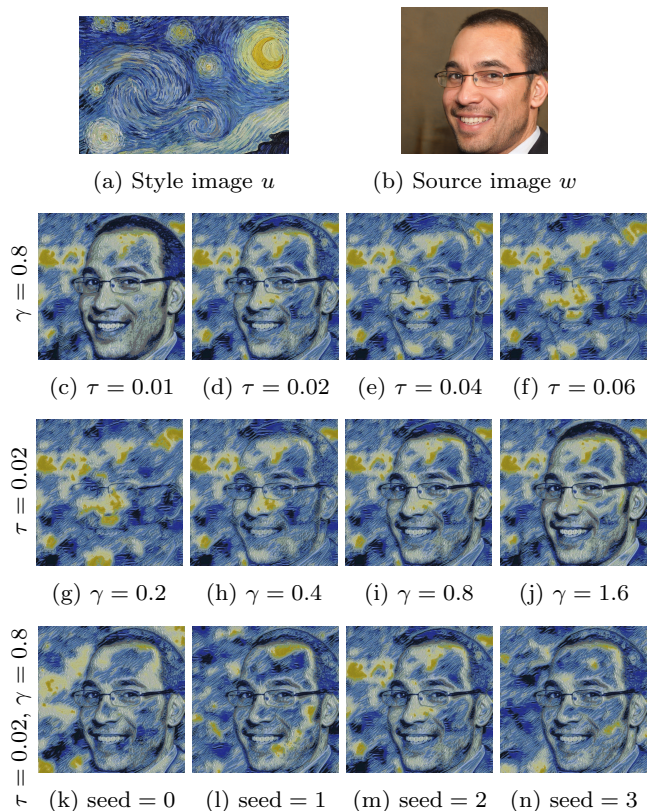 (a) Style image u
(b) Source image w
γ = 0.8
(c) τ = 0.01
(d) τ = 0.02
(e) τ = 0.04
(f) τ = 0.06
τ = 0.02
(g) γ = 0.2
(h) γ = 0.4
(i) γ = 0.8
(j) γ = 1.6
τ = 0.02, γ = 0.8
(k) seed = 0
(l) seed = 1
(m) seed = 2
(n) seed = 3